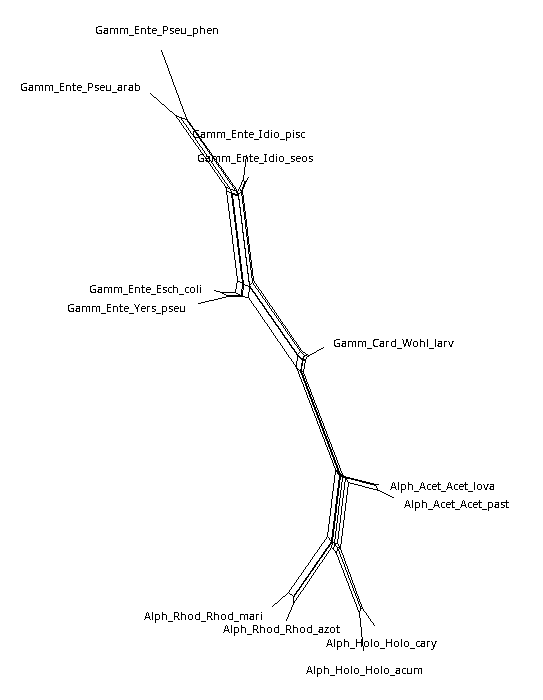 Gamm_Ente_Pseu_phen
Gamm_Ente_Pseu_arab
Gamm_Ente_Idio_pisc
Gamm_Ente_Idio_seos
Gamm_Ente_Esch_coli
Gamm_Ente_Yers_pseu
Gamm_Card_Wohl_larv
Alph_Acet_Acet_lova
Alph_Acet_Acet_past
Alph_Rhod_Rhod_mari
Alph_Rhod_Rhod_azot
Alph_Holo_Holo_cary
Alph_Holo_Holo_acum